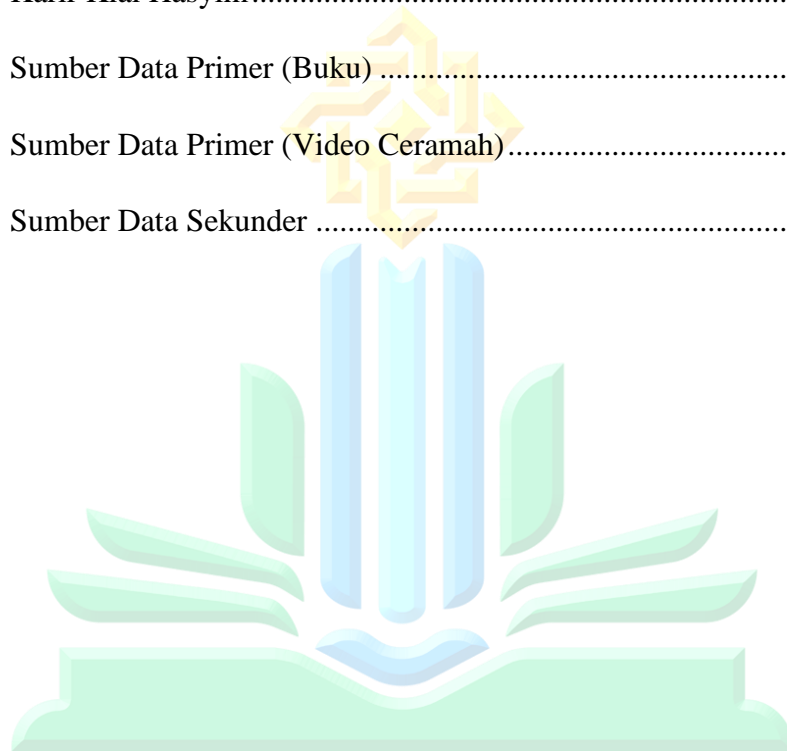 Sumber Data Primer (Buku) ....................................................
Sumber Data Primer (Video Ceramah)...................................
Sumber Data Sekunder ............................................................